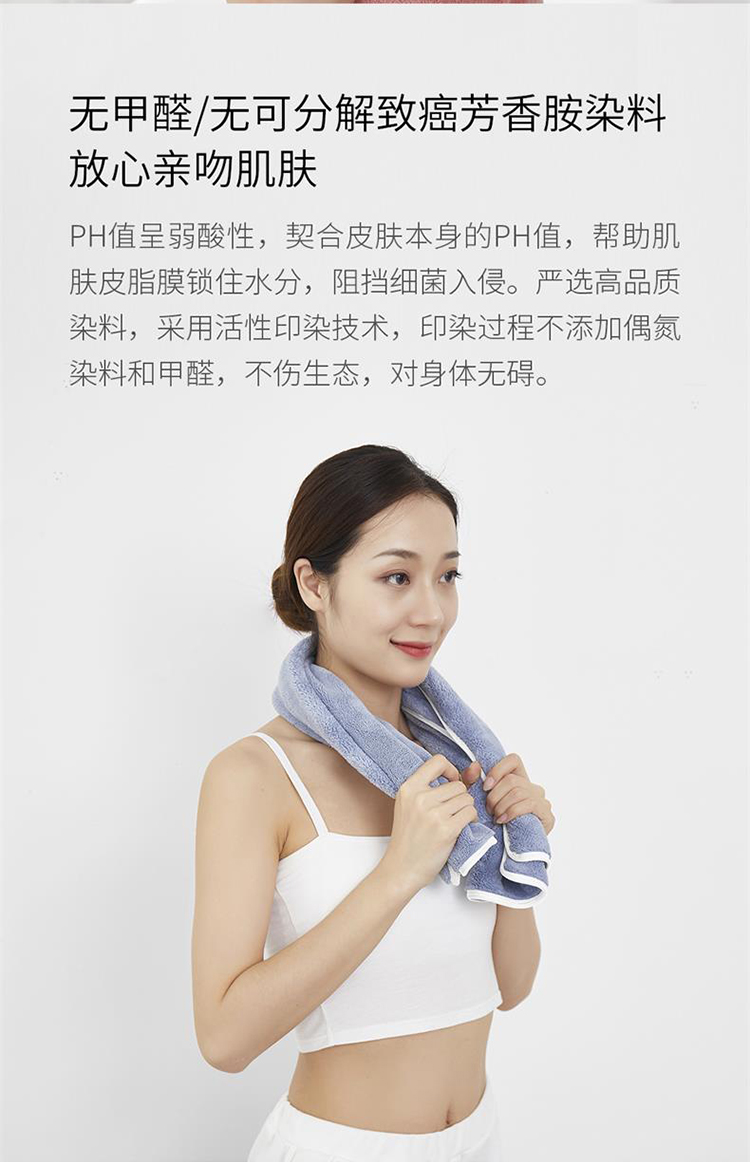 无甲醛/无可分解致癌芳香胺染料
放心亲吻肌肤
PH值呈弱酸性，契合皮肤本身的PH值，帮助肌
肤皮脂膜锁住水分，阻挡细菌入侵。严选高品质
染料，采用活性印染技术，印染过程不添加偶氮
染料和甲醛，不伤生态，对身体无碍。